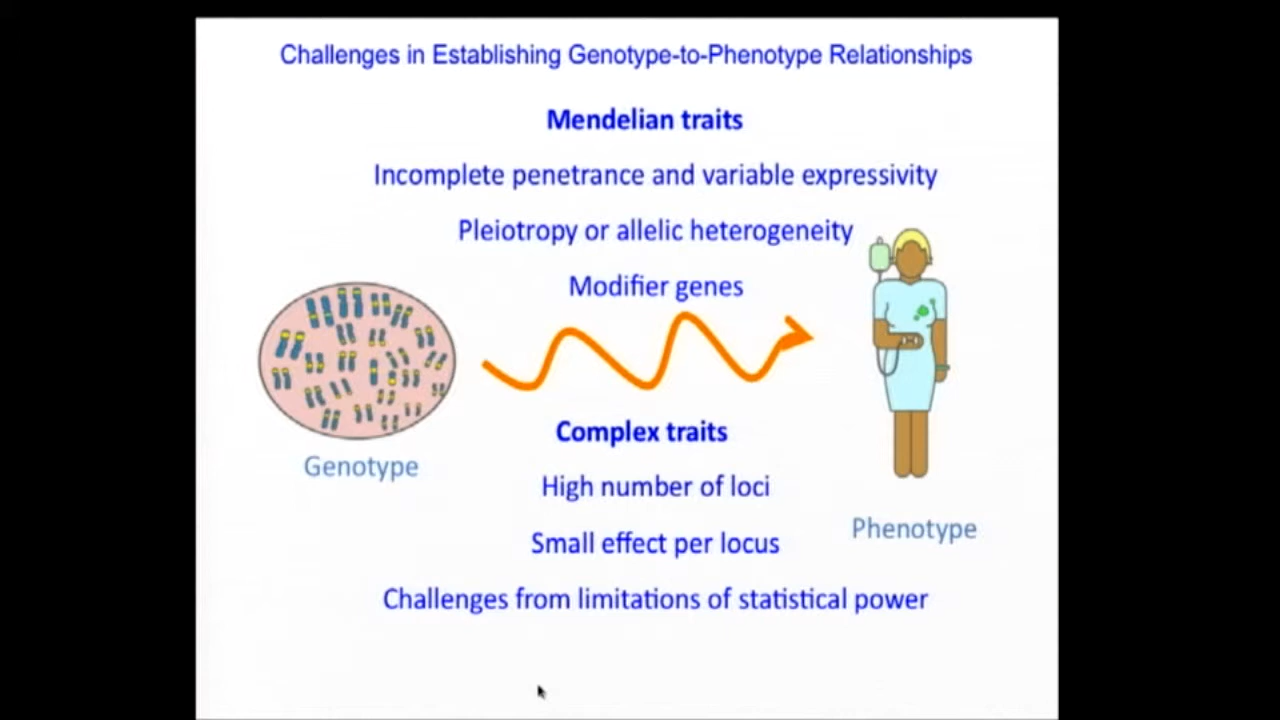 Challenges in Establishing Genotype-to-Phenotype Relationships
Mendelian traits
Incomplete penetrance and variable expressivity
Pleiotropy or allelic heterogeneity
Modifier genes
Genotype
Complex traits
High number of loci
Small effect per locus
Phenotype
Challenges from limitations of statistical power